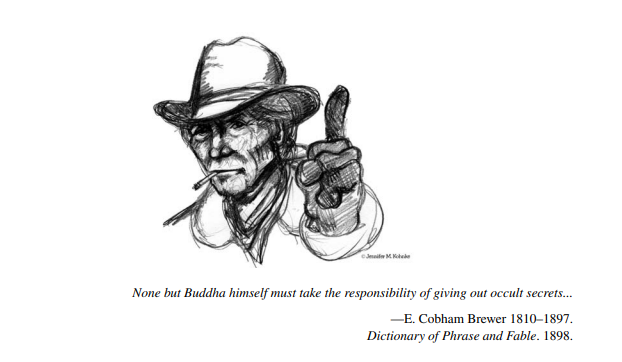 © Jennifer M. Kohnke
None but Buddha himself must take the responsibility of giving out occult secrets...
—E. Cobham Brewer 1810–1897.
Dictionary of Phrase and Fable. 1898.